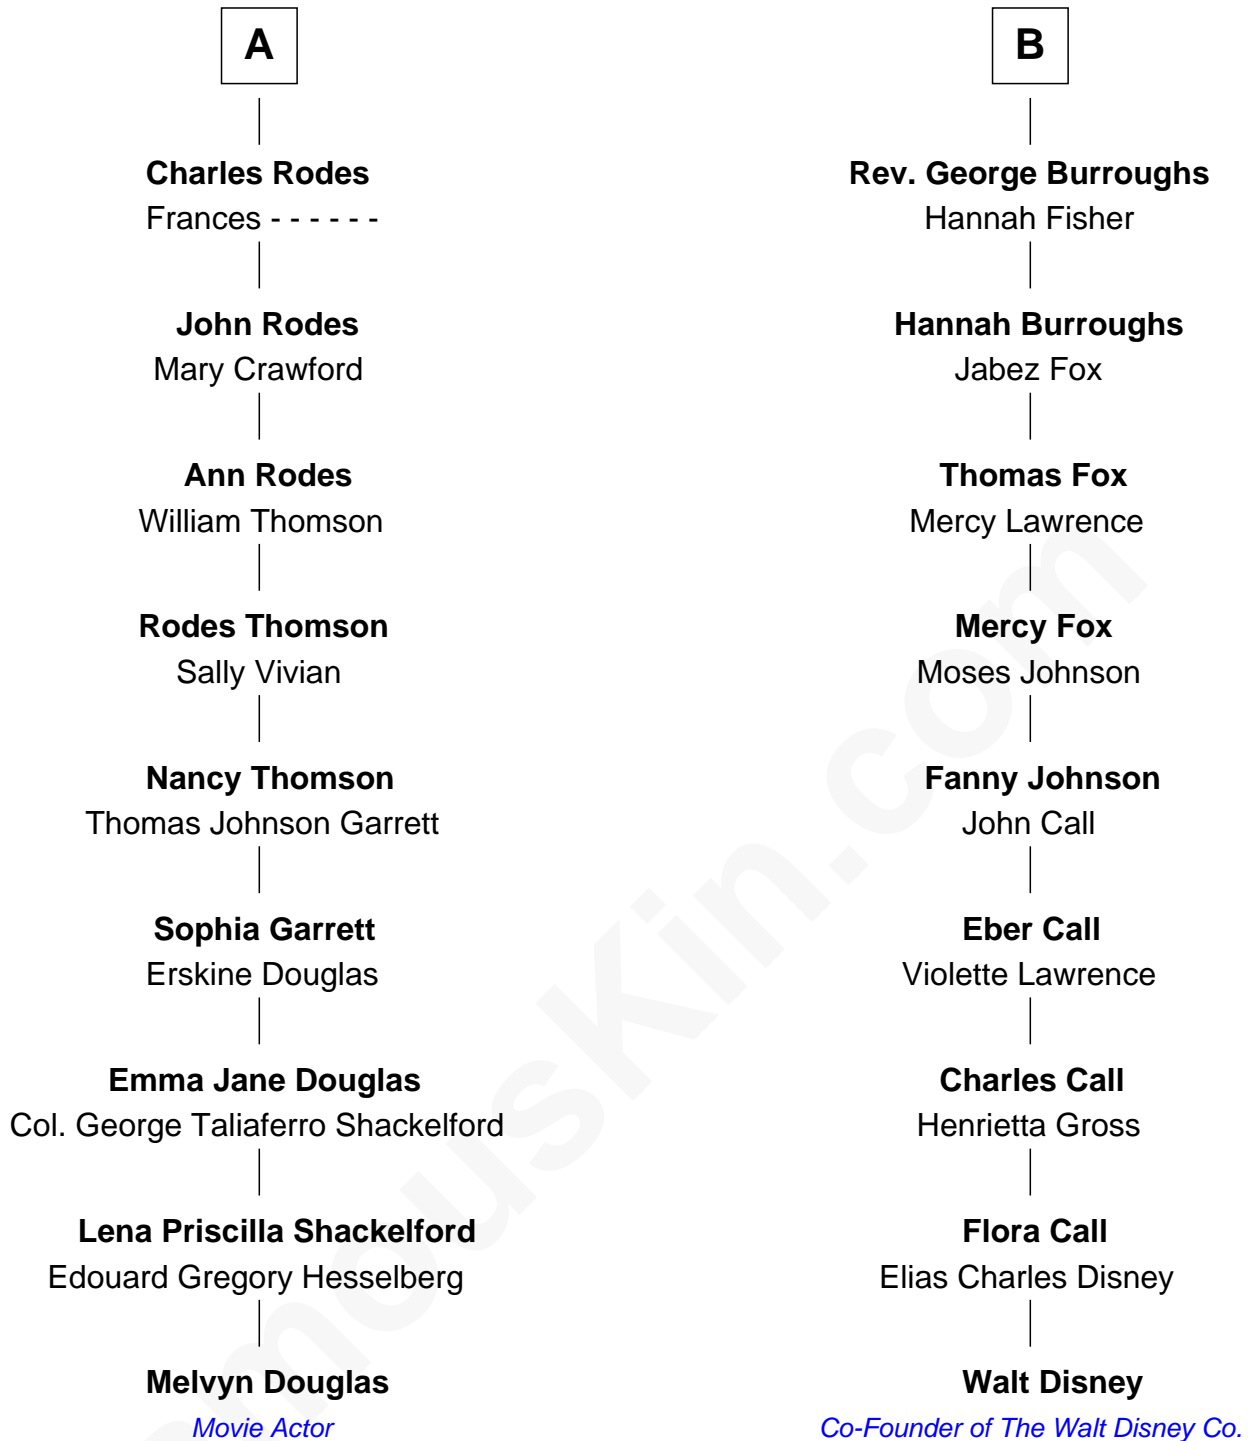 A
Charles Rodes
Frances - - - - - -
John Rodes
Mary Crawford
Ann Rodes
William Thomson
Rodes Thomson
Sally Vivian
Nancy Thomson
Thomas Johnson Garrett
Sophia Garrett
Erskine Douglas
Emma Jane Douglas
Col. George Taliaferro Shackelford
Lena Priscilla Shackelford
Edouard Gregory Hesselberg
Melvyn Douglas
Movie Actor
B
Rev. George Burroughs
Hannah Fisher
Hannah Burroughs
Jabez Fox
Thomas Fox
Mercy Lawrence
Mercy Fox
Moses Johnson
Fanny Johnson
John Call
Eber Call
Violette Lawrence
Charles Call
Henrietta Gross
Flora Call
Elias Charles Disney
Walt Disney
Co-Founder of The Walt Disney Co.
mousKin.com